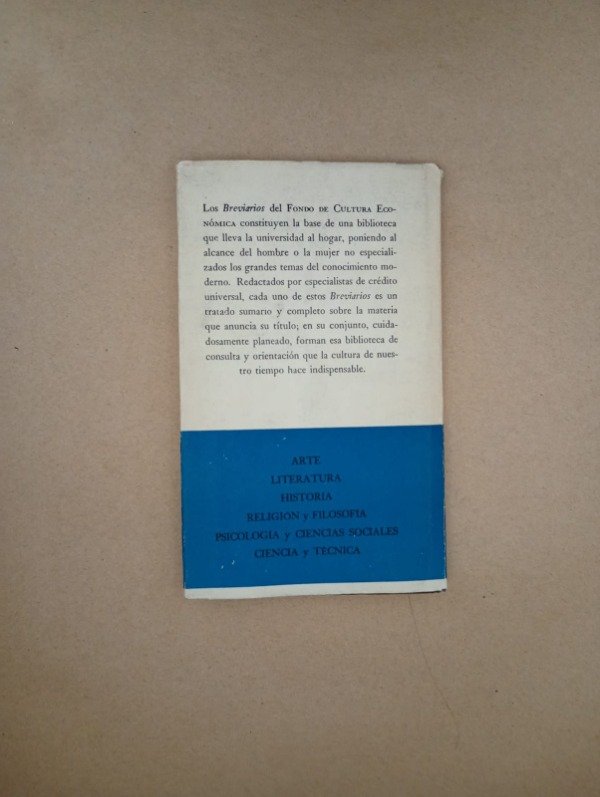 Los Breviarios del FONDO DE CULTURA ECO-
NÓMICA constituyen la base de una biblioteca
que lleva la universidad al hogar, poniendo al
alcance del hombre o la mujer no especiali-
zados los grandes temas del conocimiento mo-
derno. Redactados por especialistas de crédito
universal, cada uno de estos Breviarios es un
tratado sumario y completo sobre la materia
que anuncia su título; en su conjunto, cuida-
dosamente planeado, forman esa biblioteca de
consulta y orientación que la cultura de nues-
tro tiempo hace indispensable.
ARTE
LITERATURA
HISTORIA
RELIGIÓN y FILOSOFÍA
PSICOLOGÍA y CIENCIAS SOCIALES
CIENCIA y TÉCNICA